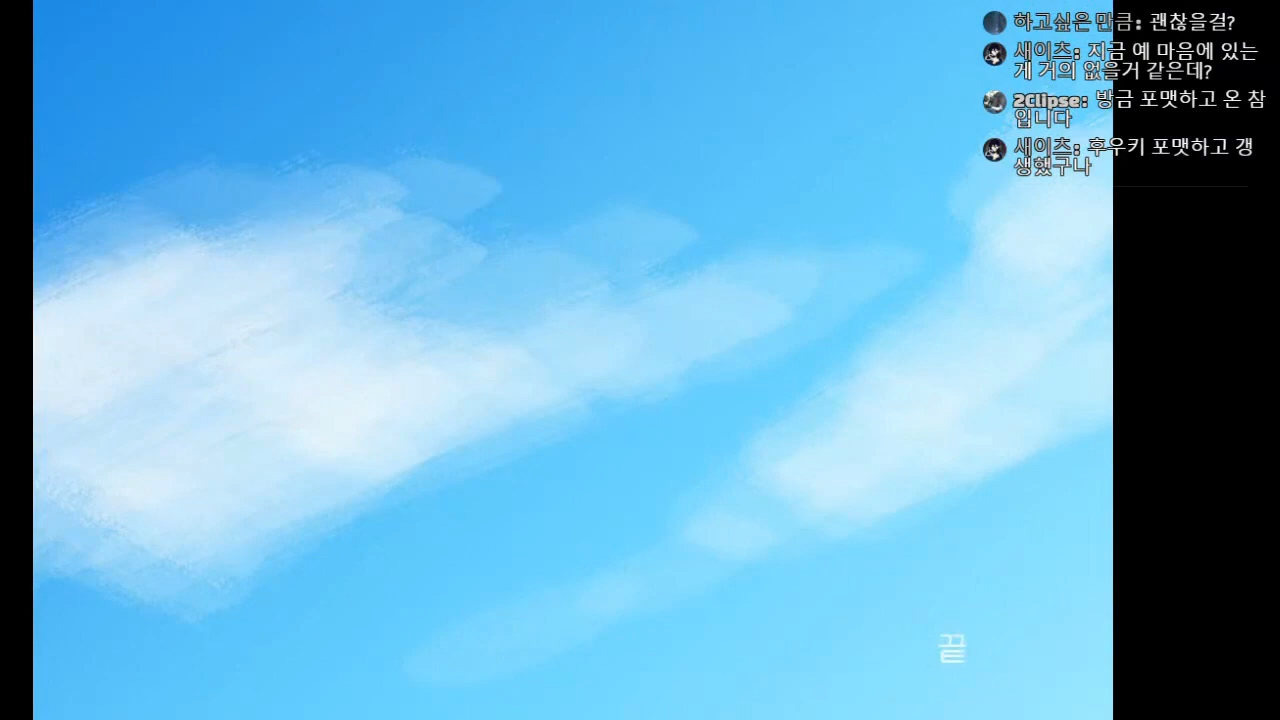 하고싶은 만큼: 괜찮을걸?
새이츠: 지금 예 마음에 있는
게 거의 없을거 같은데?
2Clipse: 방금 포맷하고 온 참
입니다
새이츠: 후우키 포맷하고 갱
생했구나
끝